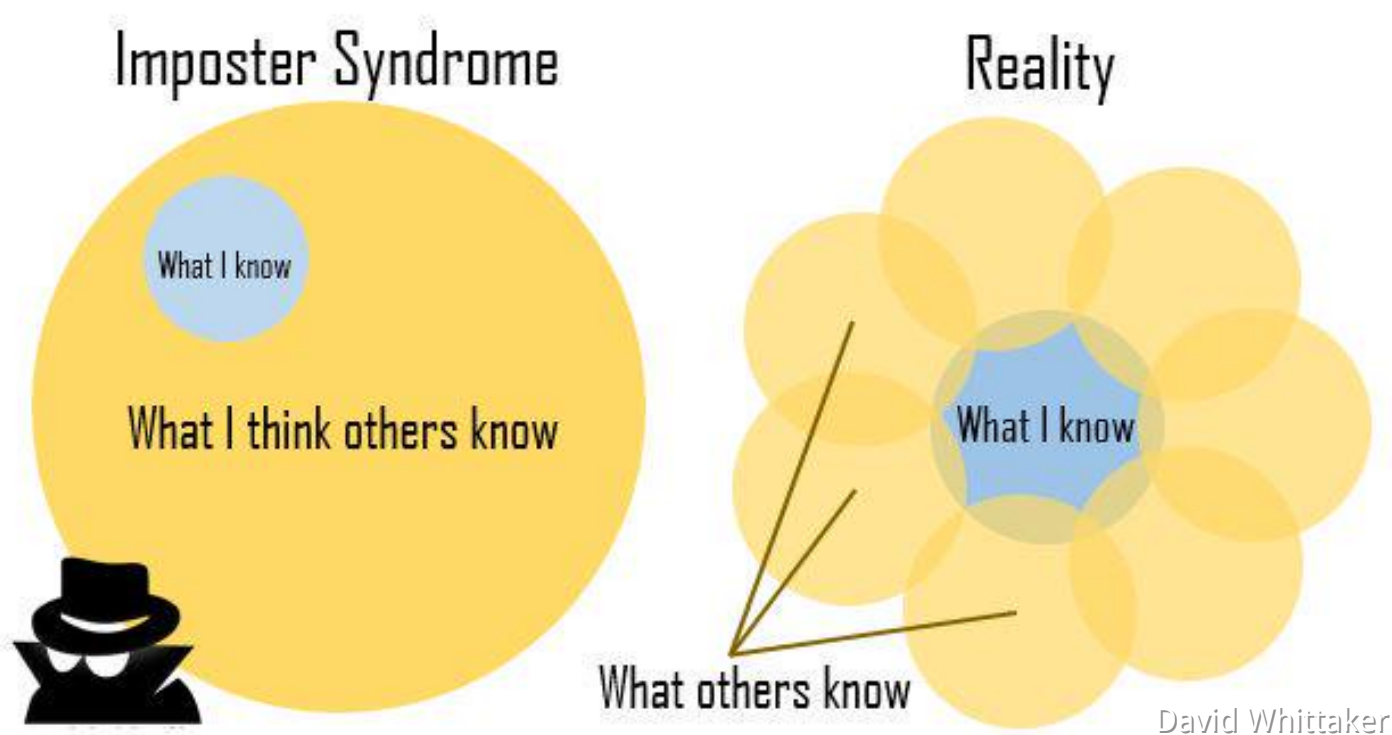 Imposter Syndrome
Reality
What I know
What I think others know
What I know
What others know
David Whittaker